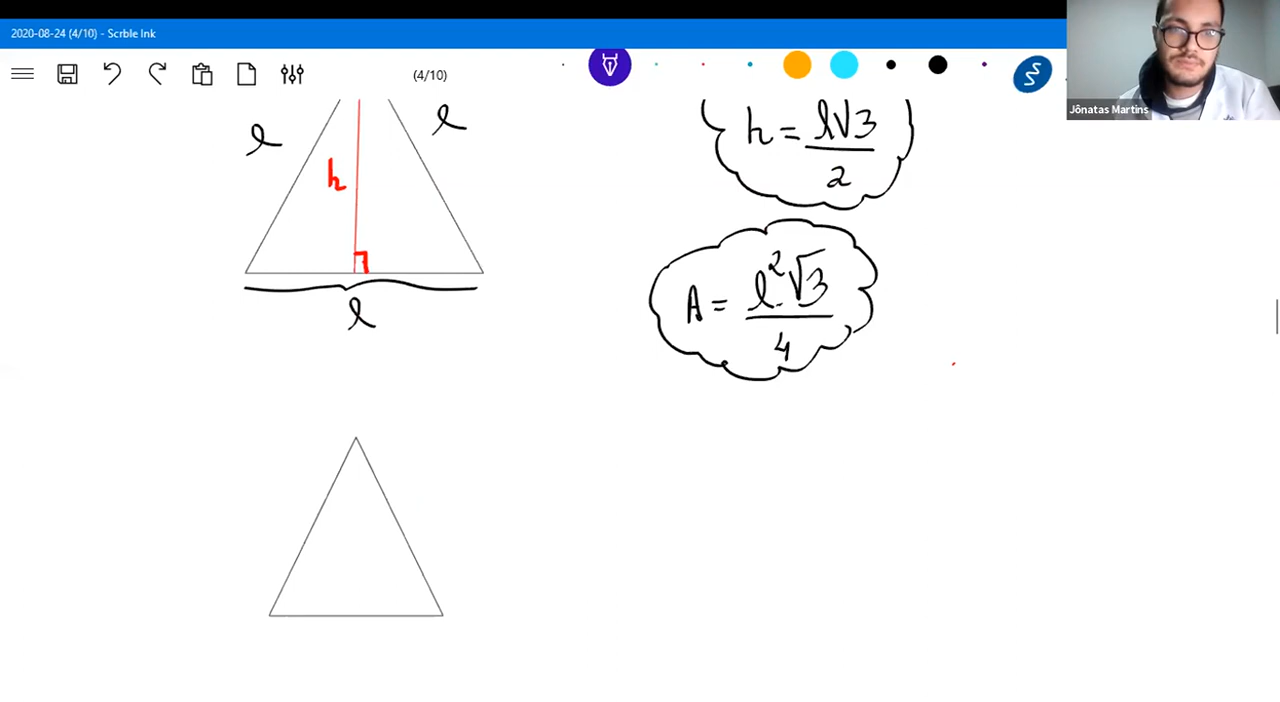 2020-08-24 (4/10) - Scrble Ink
(4/10)
Jônatas Martins
l
l
h
h = l√3
2
l
A = l²√3
4